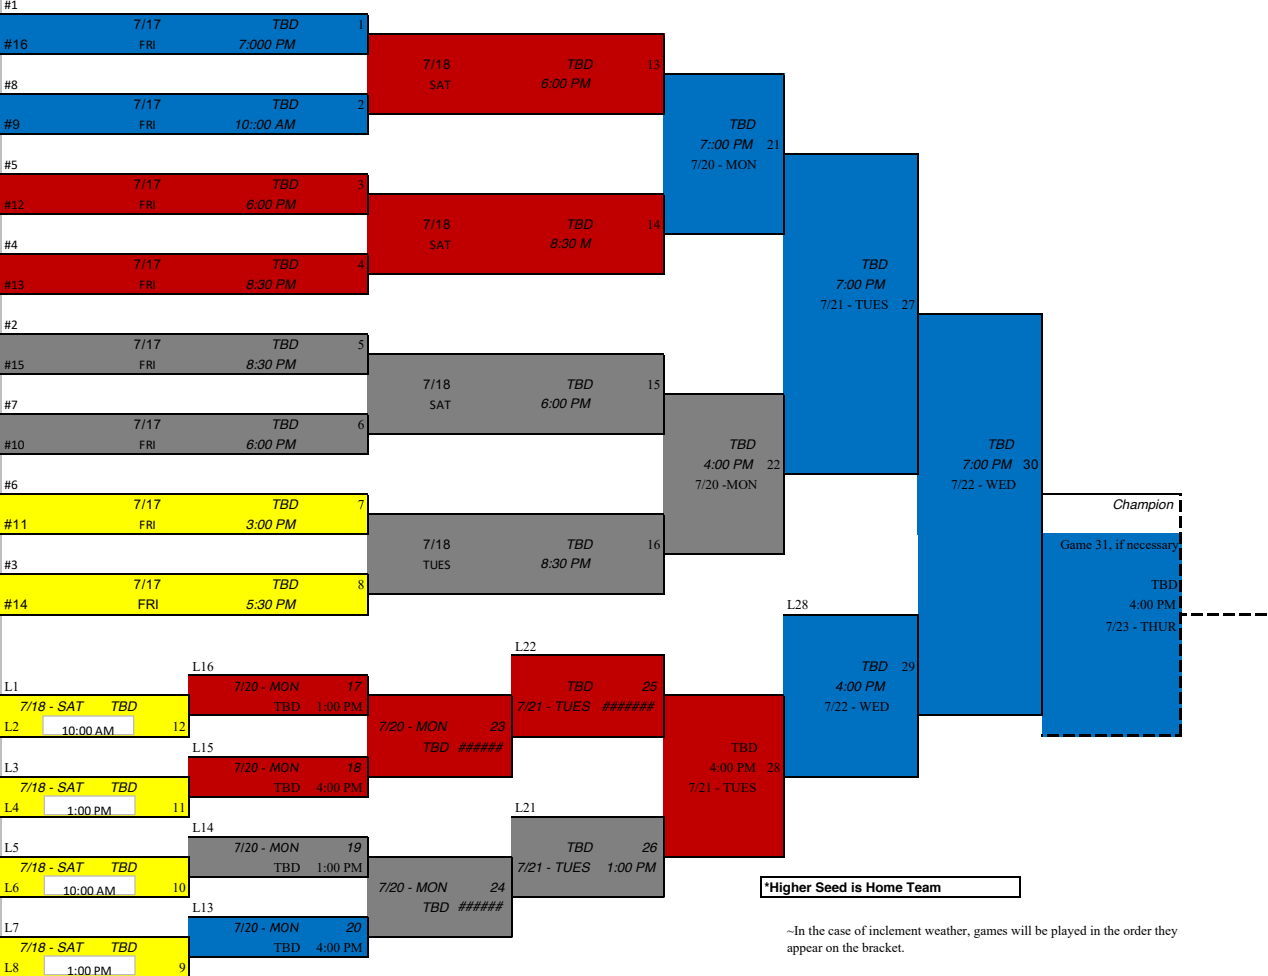 #1
7/17 TBD 1
#16 FRI 7:000 PM
#8
7/17 TBD 2
#9 FRI 10::00 AM
#5
7/17 TBD 3
#12 FRI 6:00 PM
#4
7/17 TBD 4
#13 FRI 8:30 PM
#2
7/17 TBD 5
#15 FRI 8:30 PM
#7
7/17 TBD 6
#10 FRI 6:00 PM
#6
7/17 TBD 7
#11 FRI 3:00 PM
#3
7/17 TBD 8
#14 FRI 5:30 PM
7/18 TBD 13
SAT 6:00 PM
7/18 TBD 14
SAT 8:30 M
7/18 TBD 15
SAT 6:00 PM
7/18 TBD 16
TUES 8:30 PM
TBD
7::00 PM 21
7/20 - MON
TBD
4:00 PM 22
7/20 -MON
TBD
7:00 PM
7/21 - TUES 27
TBD
7:00 PM 30
7/22 - WED
Champion
Game 31, if necessary
TBD
4:00 PM
7/23 - THUR
L1
7/18 - SAT TBD
L2 10:00 AM 12
L3
7/18 - SAT TBD
L4 1:00 PM 11
L5
7/18 - SAT TBD
L6 10:00 AM 10
L7
7/18 - SAT TBD
L8 1:00 PM 9
L16
7/20 - MON 17
TBD 1:00 PM
L15
7/20 - MON 18
TBD 4:00 PM
L14
7/20 - MON 19
TBD 1:00 PM
L13
7/20 - MON 20
TBD 4:00 PM
7/20 - MON 23
TBD ######
7/20 - MON 24
TBD ######
L22
TBD 25
7/21 - TUES #######
L21
TBD 26
7/21 - TUES 1:00 PM
TBD
4:00 PM 28
7/21 - TUES
L28
TBD 29
4:00 PM
7/22 - WED
*Higher Seed is Home Team
~In the case of inclement weather, games will be played in the order they
appear on the bracket.